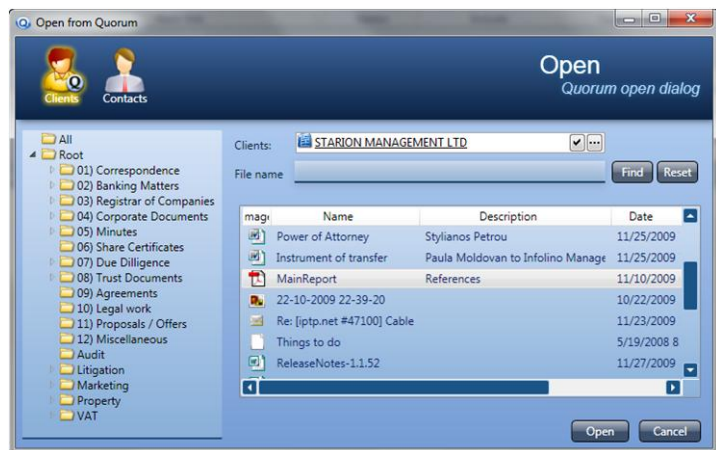 Open from Quorum
Clients
Contacts
Open
Quorum open dialog
All
Root
01) Correspondence
02) Banking Matters
03) Registrar of Companies
04) Corporate Documents
05) Minutes
06) Share Certificates
07) Due Dilligence
08) Trust Documents
09) Agreements
10) Legal work
11) Proposals / Offers
12) Miscellaneous
Audit
Litigation
Marketing
Property
VAT
Clients: STARION MANAGEMENT LTD
File name Find Reset
mag Name Description Date
Power of Attorney Stylianos Petrou 11/25/2009
Instrument of transfer Paula Moldovan to Infolino Manage 11/25/2009
MainReport References 11/10/2009
22-10-2009 22-39-20 10/22/2009
Re: [iptp.net #47100] Cable 11/23/2009
Things to do 5/19/2008 8
ReleaseNotes-1.1.52 11/27/2009
Open Cancel